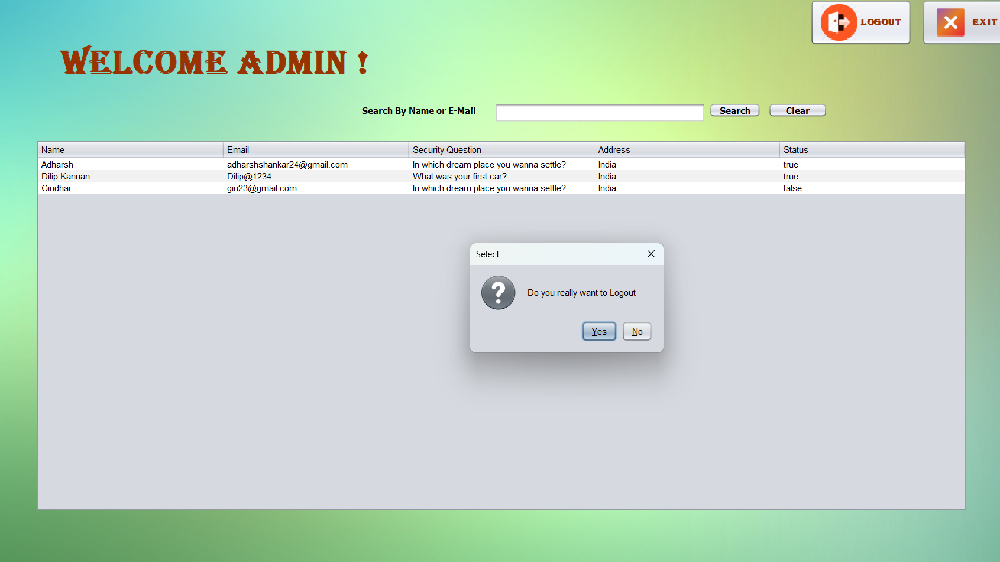 LOGOUT
EXIT
WELCOME ADMIN !
Search By Name or E-Mail Search Clear
Name Email Security Question Address Status
Adharsh adharshshankar24@gmail.com In which dream place you wanna settle? India true
Dilip Kannan Dilip@1234 What was your first car? India true
Giridhar giri23@gmail.com In which dream place you wanna settle? India false
Select
Do you really want to Logout
Yes No